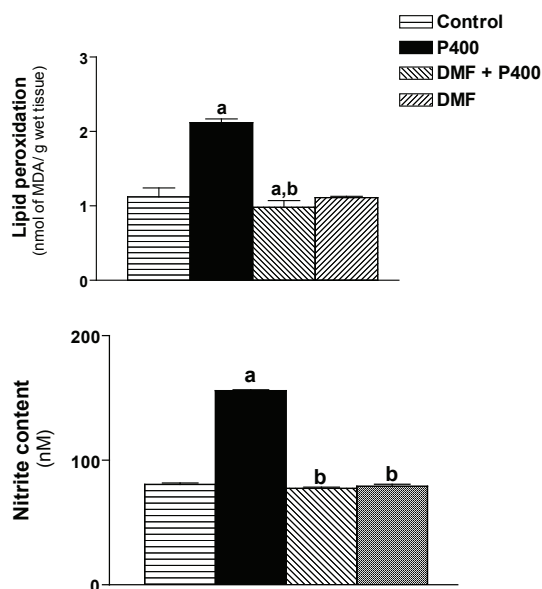 Control
P400
DMF + P400
DMF
Lipid peroxidation
(nmol of MDA/ g wet tissue)
3
2
1
0
a
a,b
Nitrite content
(nM)
200
100
0
a
b
b